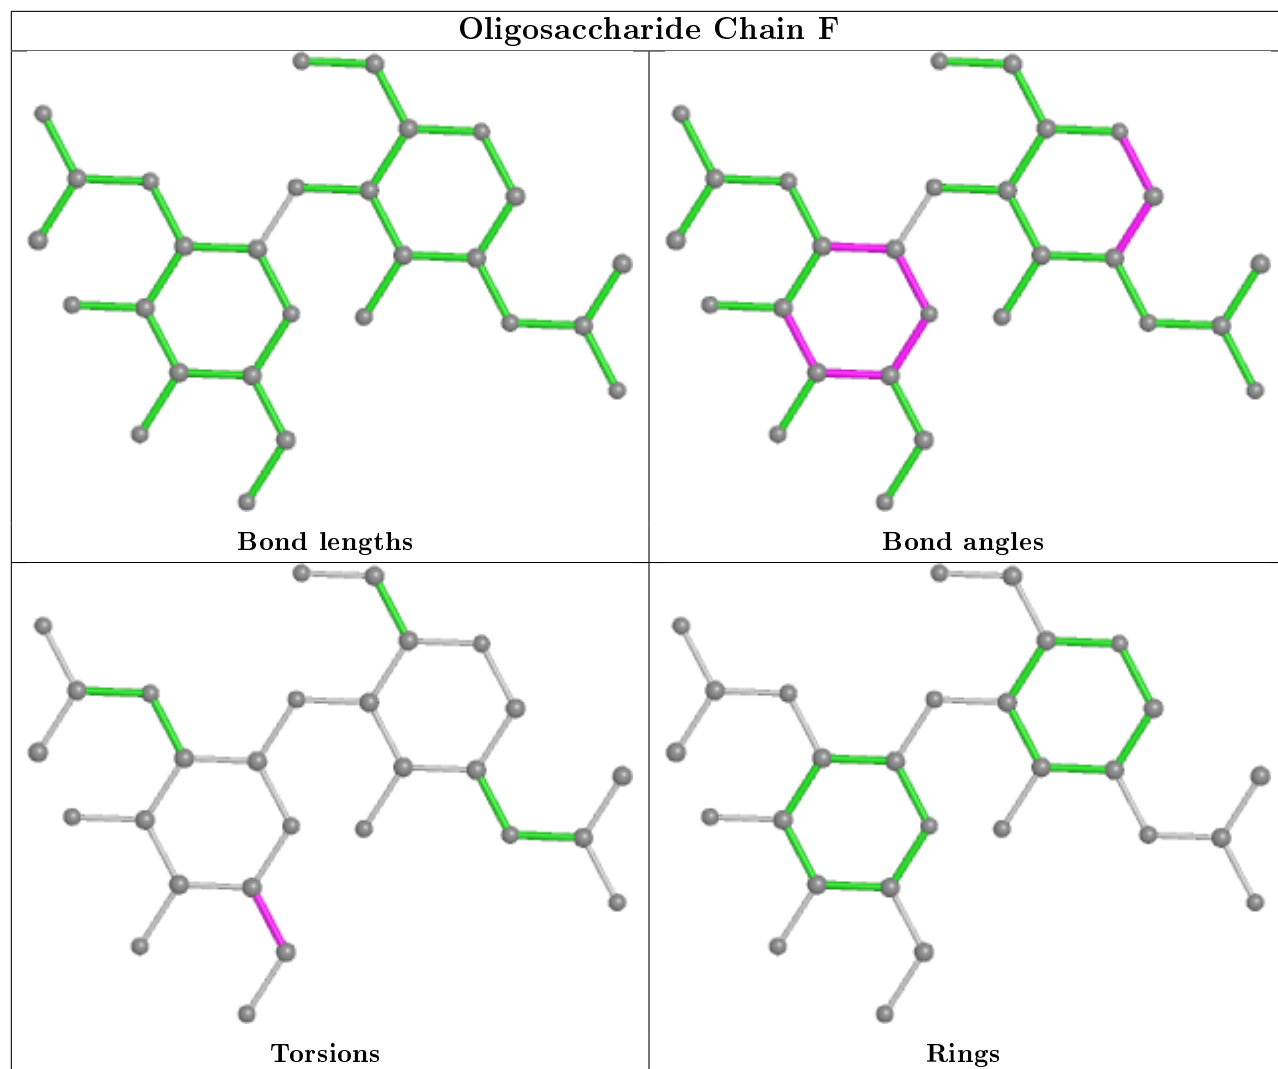 Oligosaccharide Chain F
Bond lengths
Bond angles
Torsions
Rings